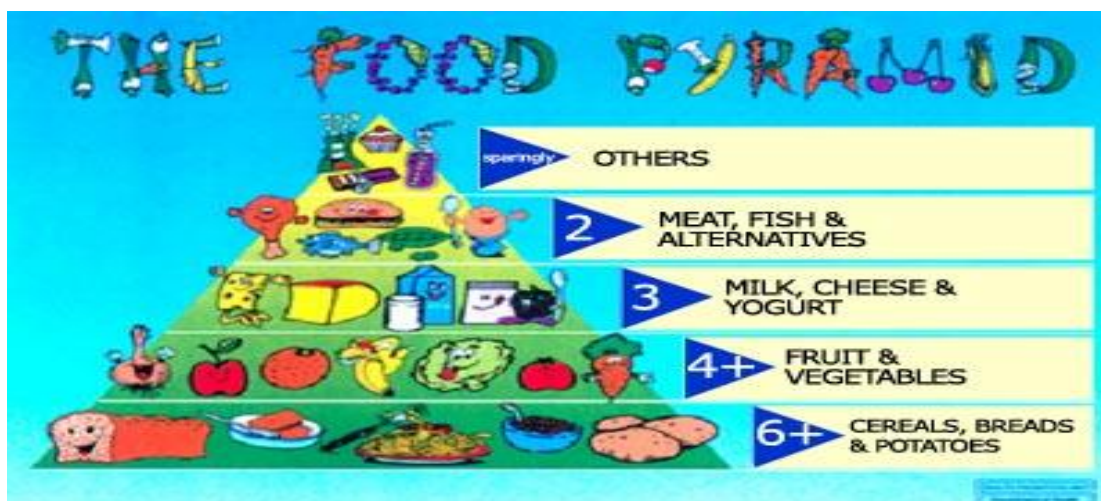 THE FOOD PYRAMID
sparingly OTHERS
2 MEAT, FISH &
ALTERNATIVES
3 MILK, CHEESE &
YOGURT
4+ FRUIT &
VEGETABLES
6+ CEREALS, BREADS
& POTATOES